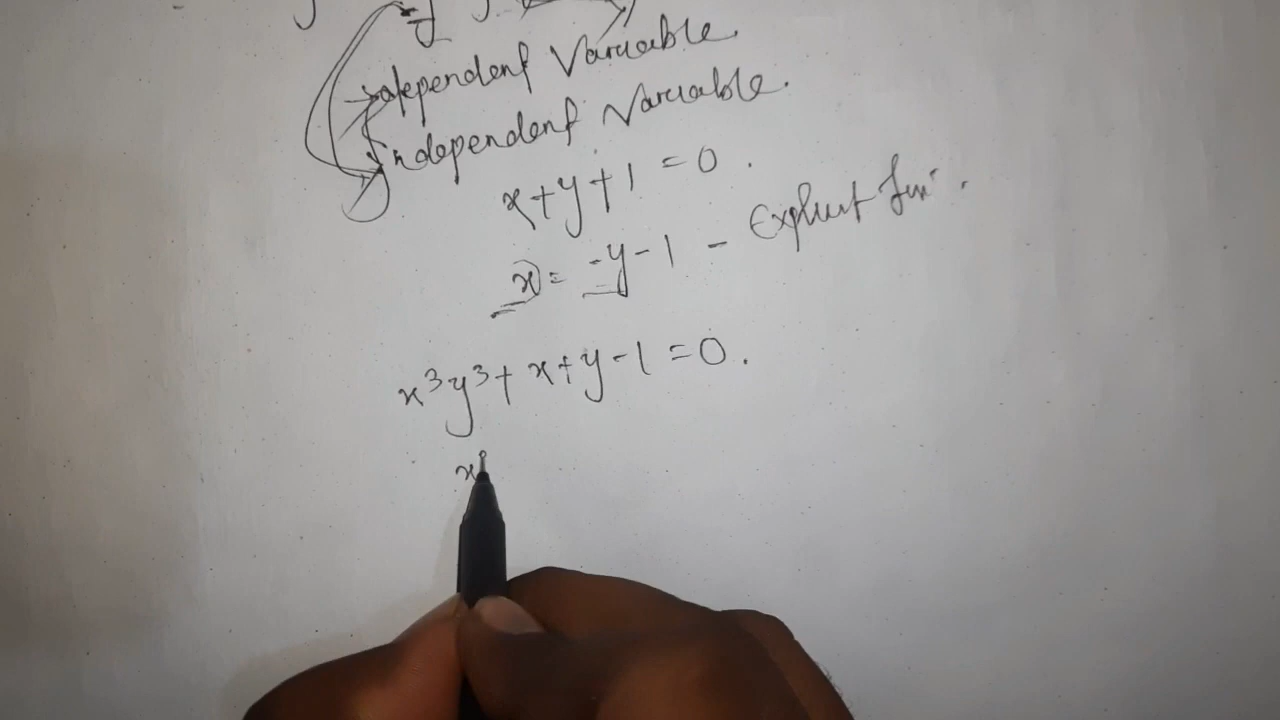 dependent Variable.
Independent Variable.
x+y+1=0.
x=-y-1 - Explicit fun.
x³y³+x+y-1=0.
x